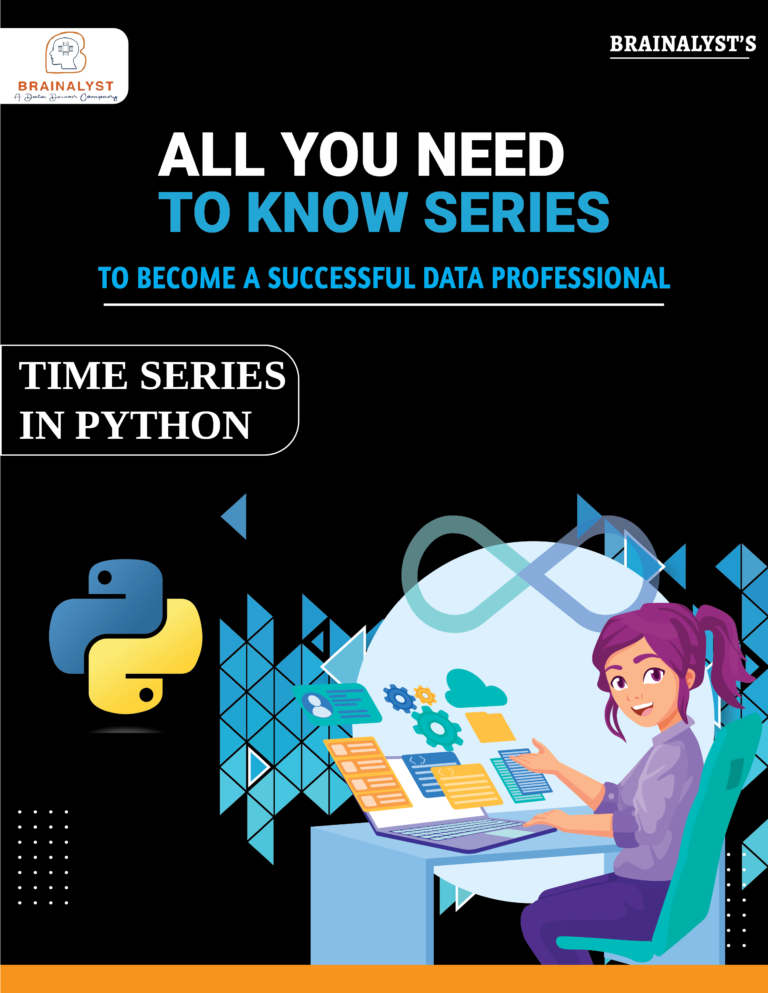 BRAINALYST'S
BRAINALYST
A Data Driven Company
ALL YOU NEED
TO KNOW SERIES
TO BECOME A SUCCESSFUL DATA PROFESSIONAL
TIME SERIES
IN PYTHON